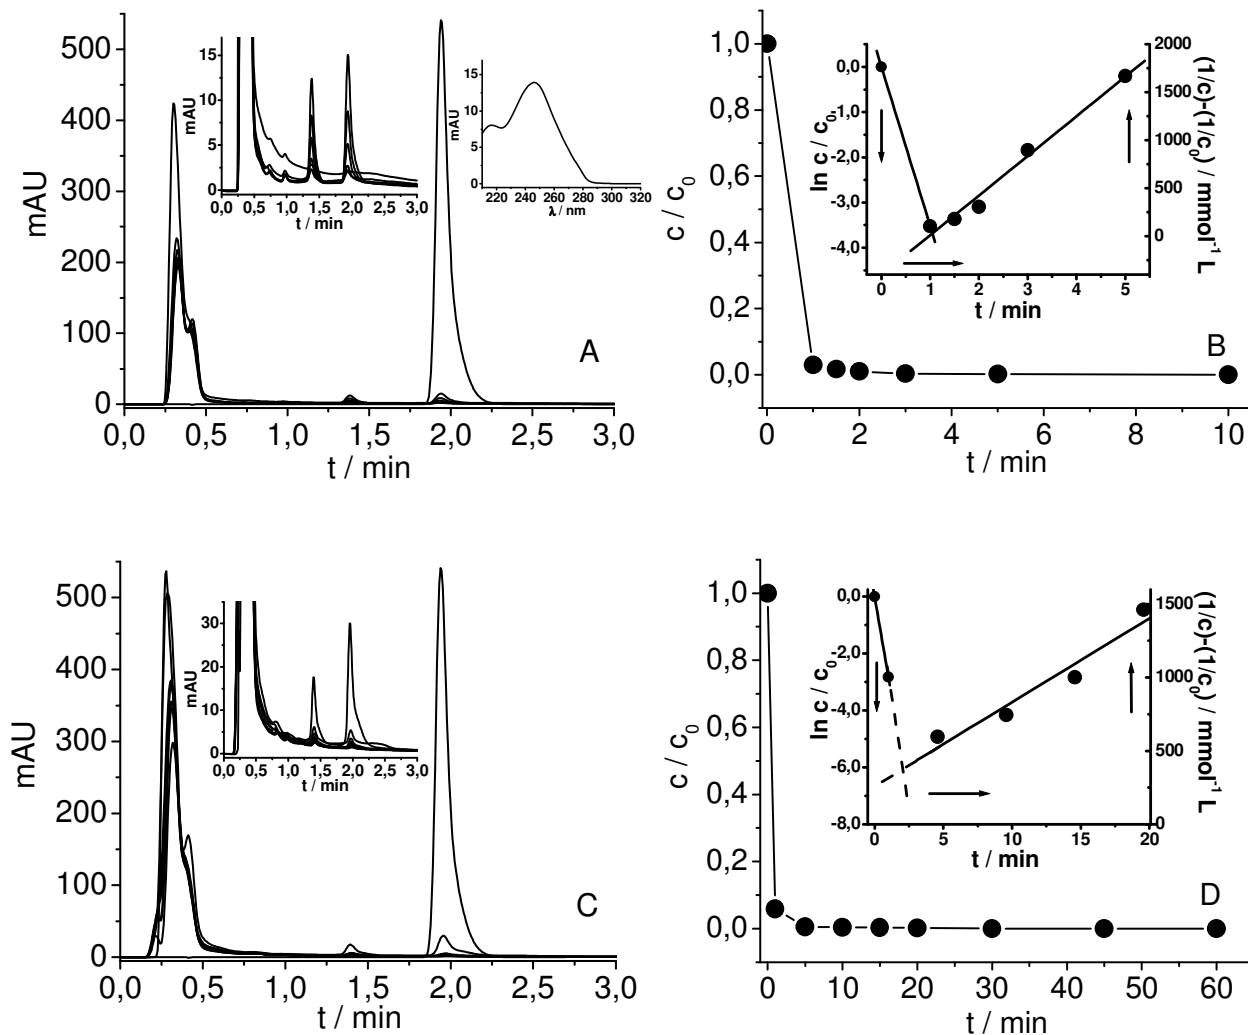 500
400
300
200
100
0
mAU
0,0 0,5 1,0 1,5 2,0 2,5 3,0
t / min
A
15
10
5
0
mAU
0,0 0,5 1,0 1,5 2,0 2,5 3,0
t / min
15
10
5
0
mAU
220 240 260 280 300 320
λ / nm
1,0
0,8
0,6
0,4
0,2
0,0
c / c0
0 2 4 6 8 10
t / min
B
0,0
-1,0
-2,0
-3,0
-4,0
ln c / c0,
0 1 2 3 4 5
t / min
2000
1500
1000
500
0
(1/c)-(1/c0) / mmol-1 L
500
400
300
200
100
0
mAU
0,0 0,5 1,0 1,5 2,0 2,5 3,0
t / min
C
30
20
10
0
mAU
0,0 0,5 1,0 1,5 2,0 2,5 3,0
t / min
1,0
0,8
0,6
0,4
0,2
0,0
c / c0
0 10 20 30 40 50 60
t / min
D
0,0
-2,0
-4,0
-6,0
-8,0
ln c / c0
0 5 10 15 20
t / min
1500
1000
500
0
(1/c)-(1/c0) / mmol-1 L